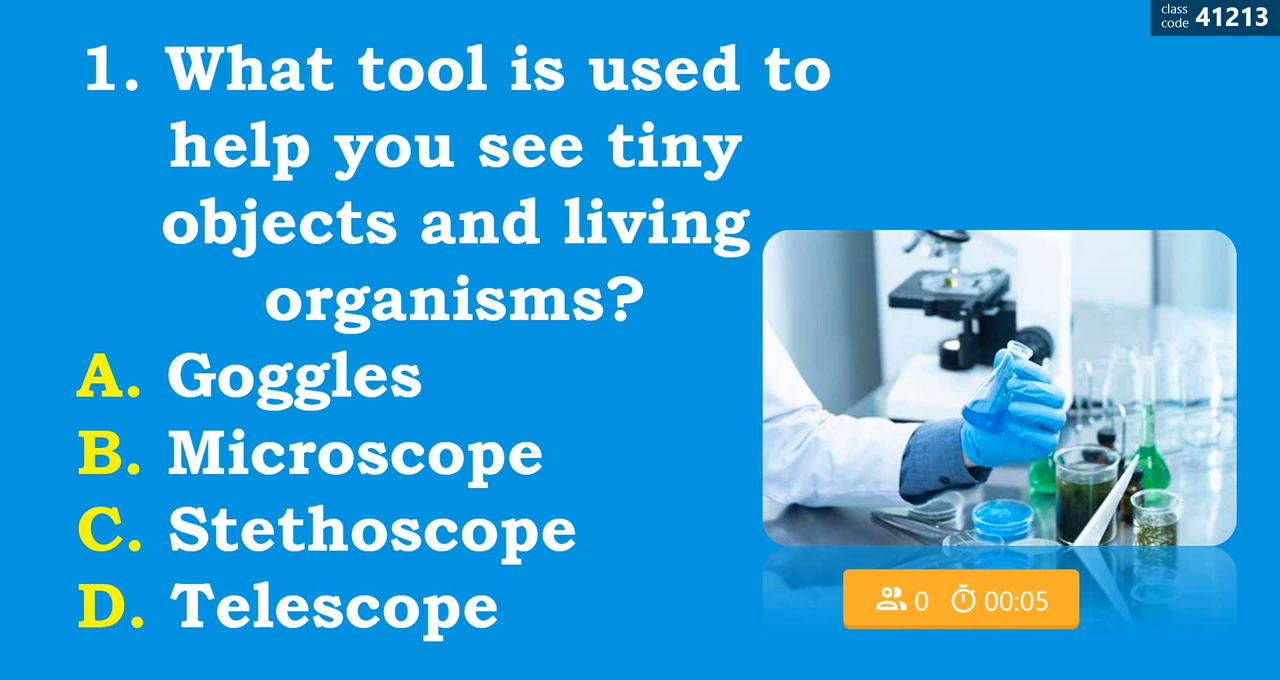 class
code 41213
1. What tool is used to
help you see tiny
objects and living
organisms?
A. Goggles
B. Microscope
C. Stethoscope
D. Telescope
0 00:05